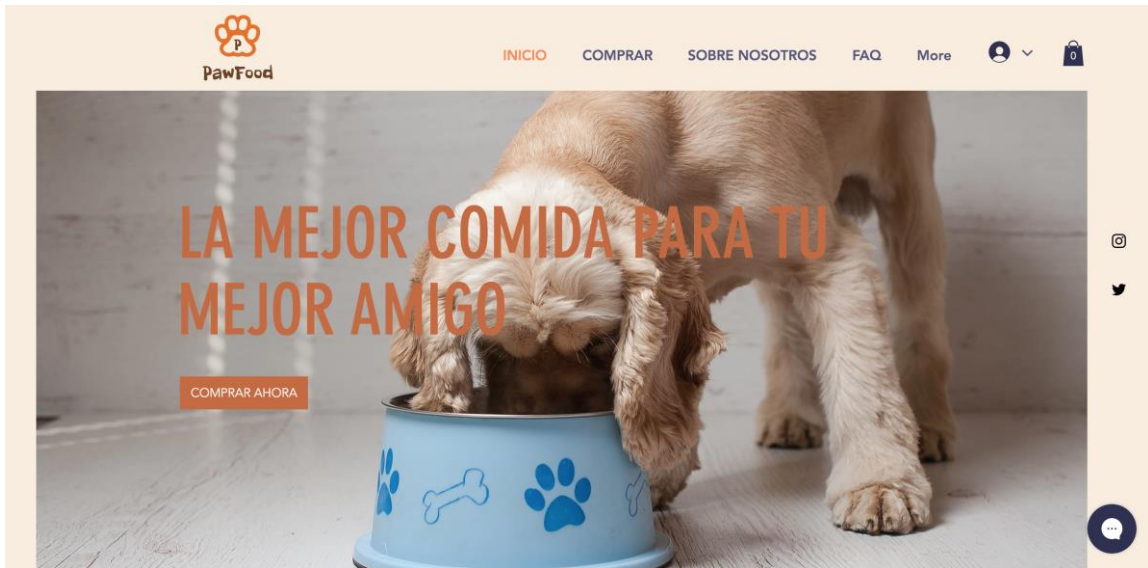 P
PawFood
INICIO COMPRAR SOBRE NOSOTROS FAQ More
0
LA MEJOR COMIDA PARA TU
MEJOR AMIGO
COMPRAR AHORA